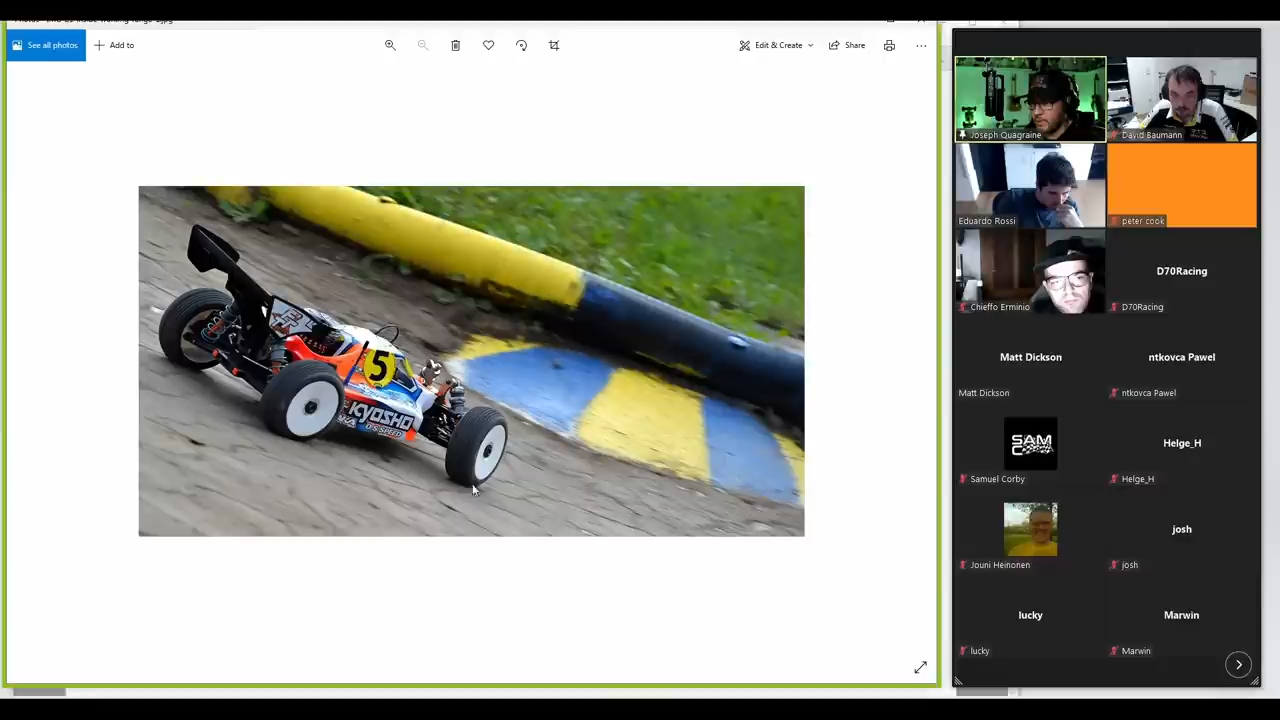 See all photos
Add to
Edit & Create
Share
5
KYOSHO
O.S.SPEED
Joseph Quagraine
David Baumann
Eduardo Rossi
peter cook
Chieffo Erminio
D70Racing
D70Racing
Matt Dickson
ntkovca Pawel
Matt Dickson
ntkovca Pawel
SAM
Helge_H
Samuel Corby
Helge_H
josh
Jouni Heinonen
josh
lucky
Marwin
lucky
Marwin